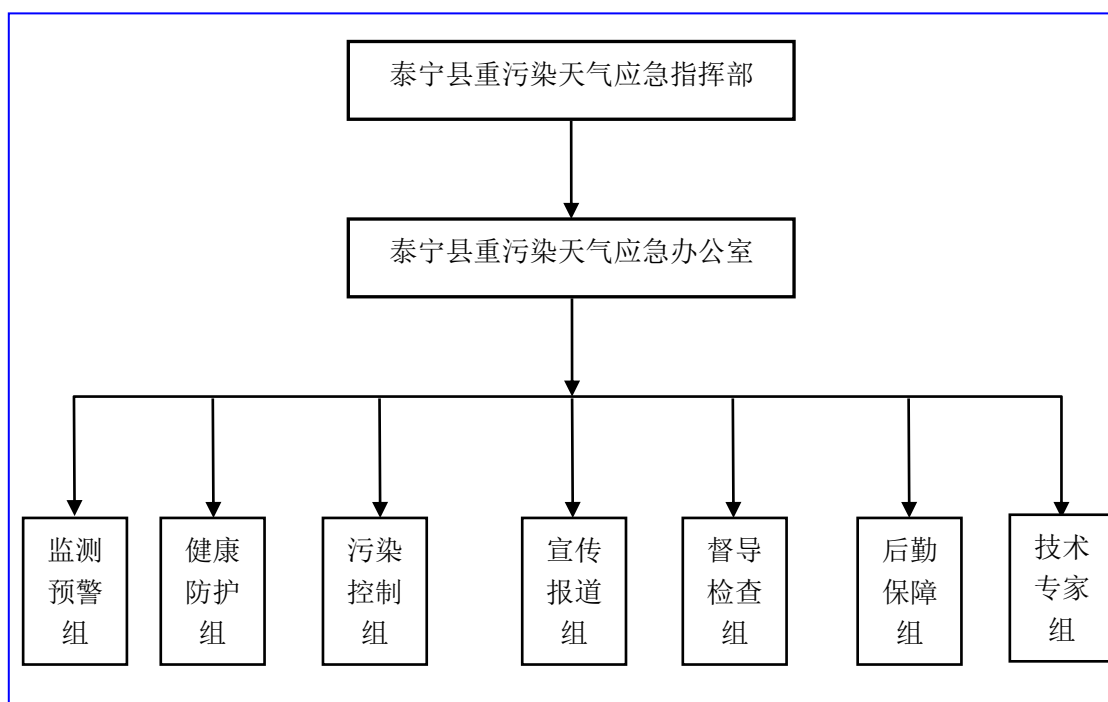 泰宁县重污染天气应急指挥部
泰宁县重污染天气应急办公室
监测
预警
组
健康
防护
组
污染
控制
组
宣传
报道
组
督导
检查
组
后勤
保障
组
技术
专家
组